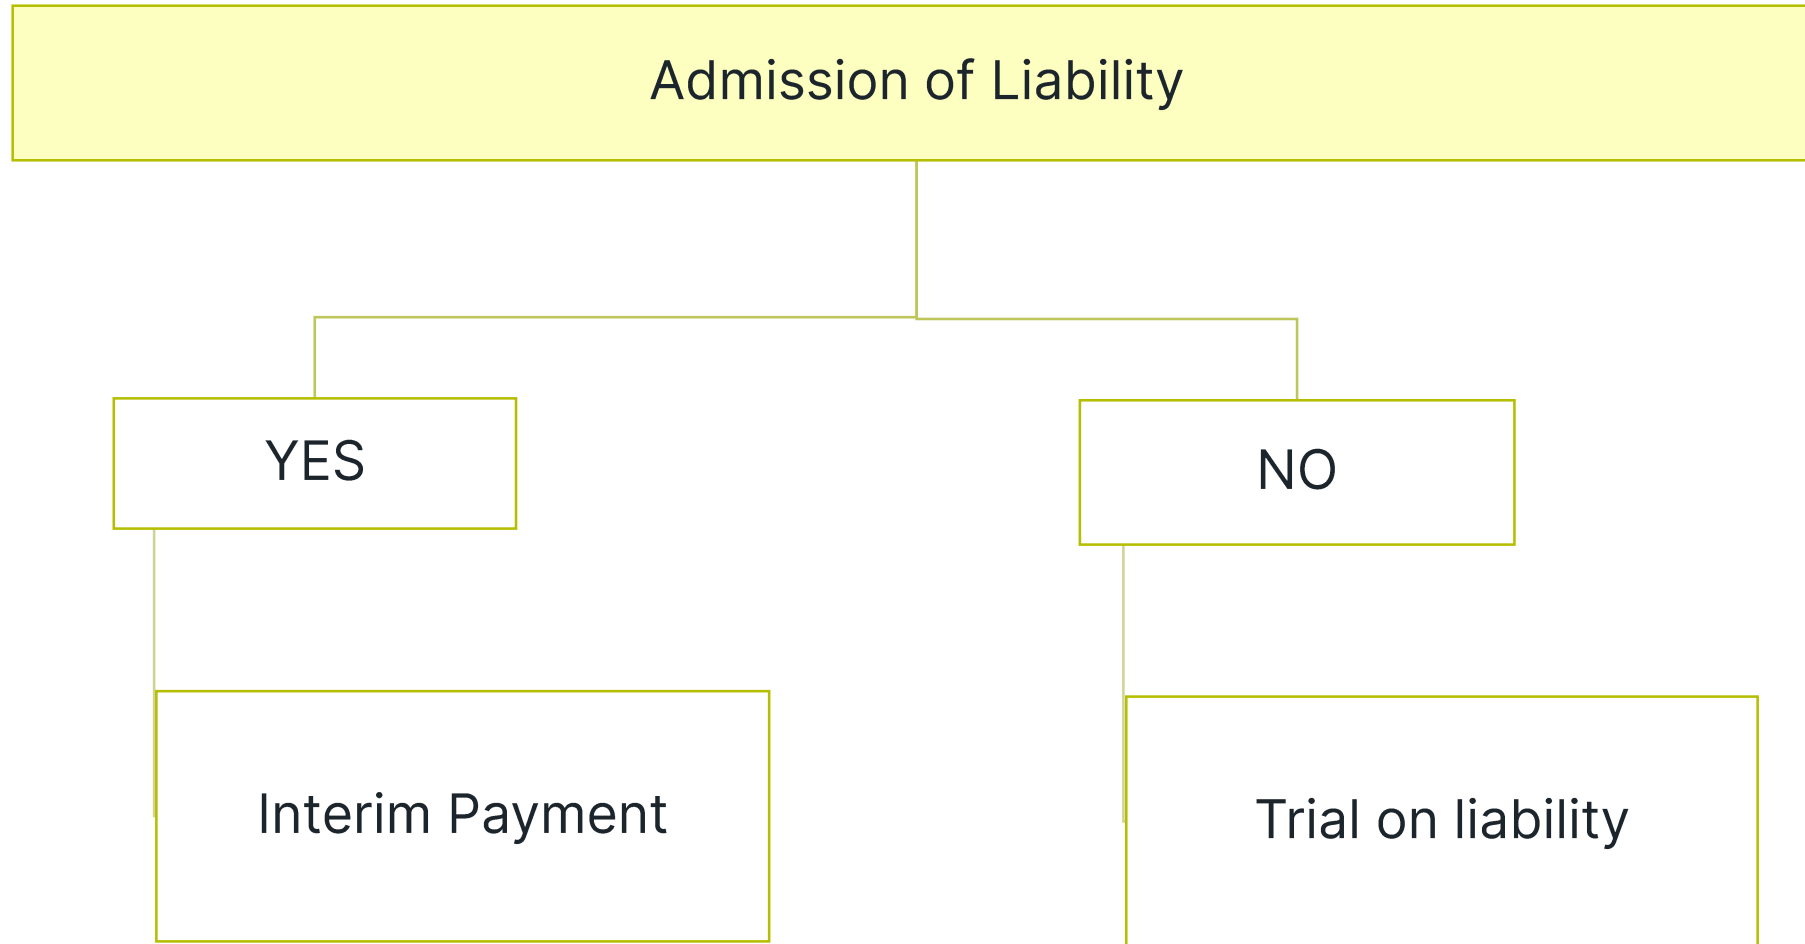 Admission of Liability
YES
NO
Interim Payment
Trial on liability